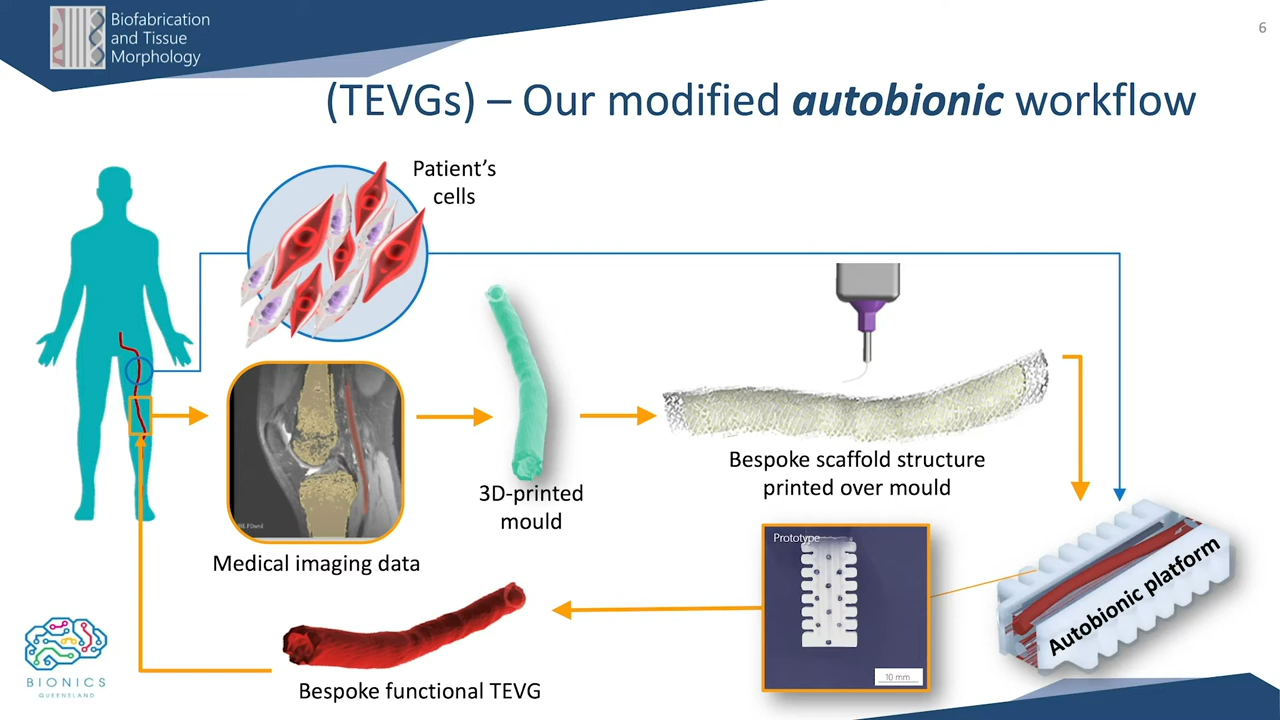 Biofabrication
and Tissue
Morphology
6
(TEVGs) – Our modified autobionic workflow
Patient's
cells
Bespoke scaffold structure
printed over mould
3D-printed
mould
Medical imaging data
Prototype
10 mm
Autobionic platform
Bespoke functional TEVG
BIONICS
QUEENSLAND